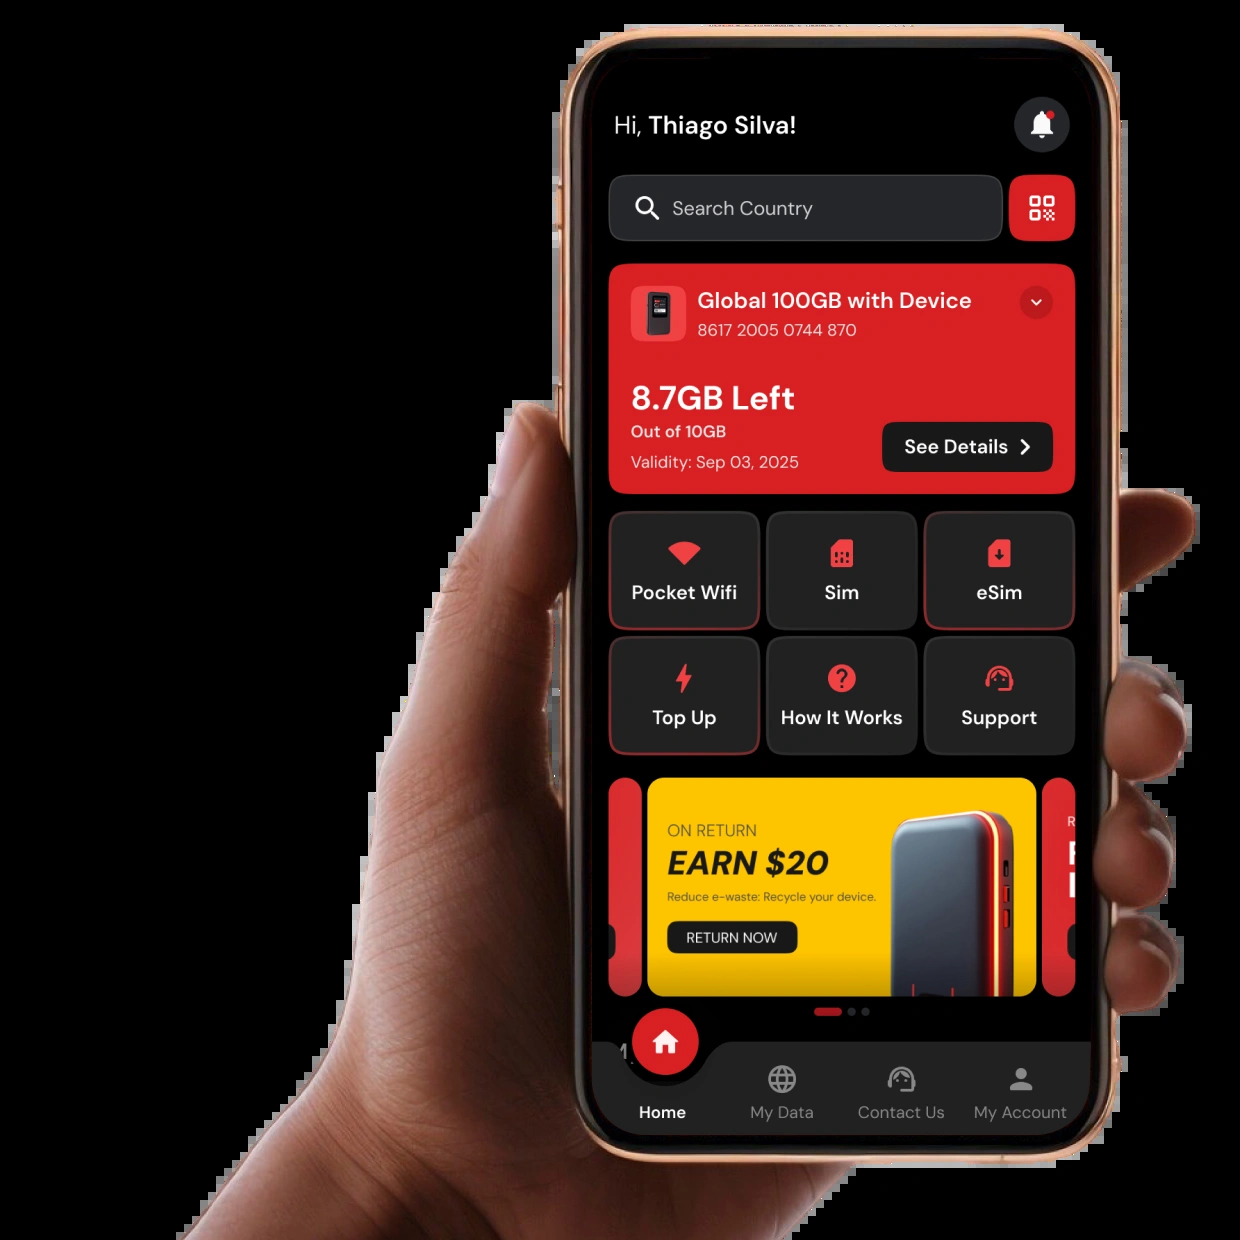 Hi, Thiago Silva!
Search Country
Global 100GB with Device
8617 2005 0744 870
8.7GB Left
Out of 10GB
Validity: Sep 03, 2025
See Details
Pocket Wifi
Sim
eSim
Top Up
How It Works
Support
ON RETURN
EARN $20
Reduce e-waste: Recycle your device.
RETURN NOW
Home
My Data
Contact Us
My Account